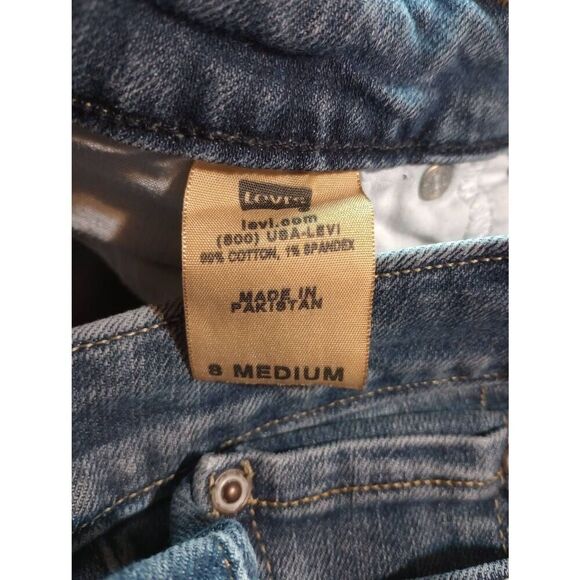 Levi's
levi.com
(800) USA-LEVI
99% COTTON, 1% SPANDEX
MADE IN
PAKISTAN
8 MEDIUM